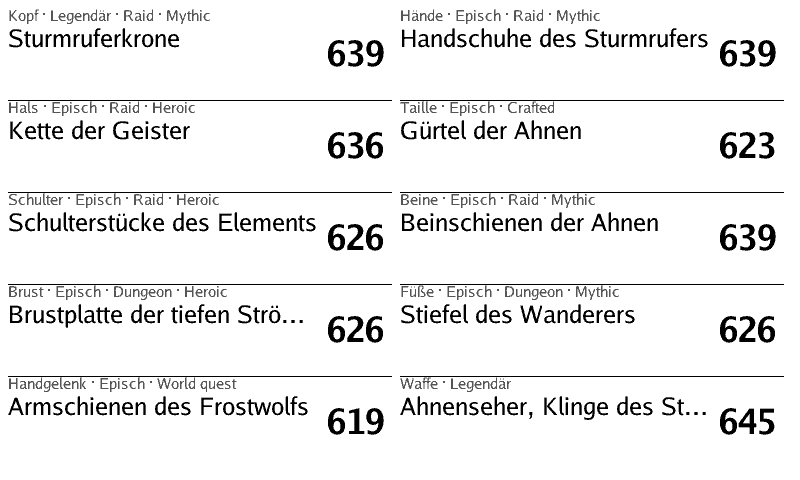 Kopf · Legendär · Raid · Mythic
Sturmruferkrone
639
Kette der Geister
Hals · Episch · Raid · Heroic
636
Schulter · Episch · Raid · Heroic
Schulterstücke des Elements
626
Brust · Episch · Dungeon · Heroic
Brustplatte der tiefen Strö...
626
Handgelenk · Episch · World quest
Armschienen des Frostwolfs
619
Hände · Episch · Raid · Mythic
Handschuhe des Sturmrufers
639
Taille · Episch · Crafted
Gürtel der Ahnen
623
Beine · Episch · Raid · Mythic
Beinschienen der Ahnen
639
Füße · Episch · Dungeon · Mythic
Stiefel des Wanderers
626
Waffe · Legendär
Ahnenseher, Klinge des St...
645